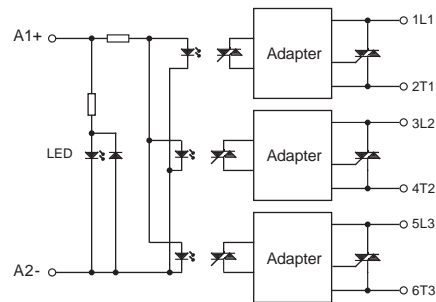 A1+
1L1
Adapter
2T1
3L2
LED
Adapter
4T2
5L3
A2-
Adapter
6T3